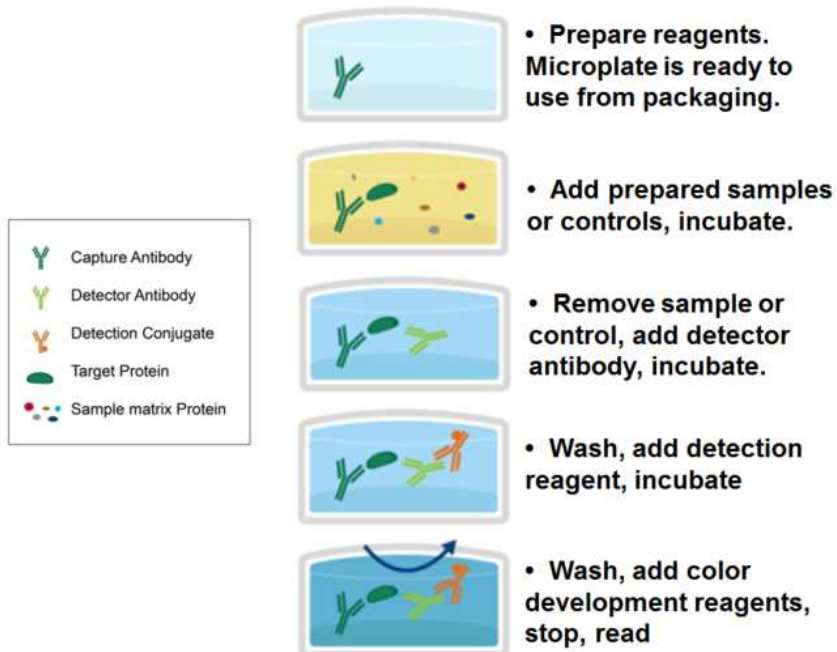 • Prepare reagents.
Microplate is ready to
use from packaging.
• Add prepared samples
or controls, incubate.
Capture Antibody
Detector Antibody
Detection Conjugate
Target Protein
Sample matrix Protein
• Remove sample or
control, add detector
antibody, incubate.
• Wash, add detection
reagent, incubate
• Wash, add color
development reagents,
stop, read